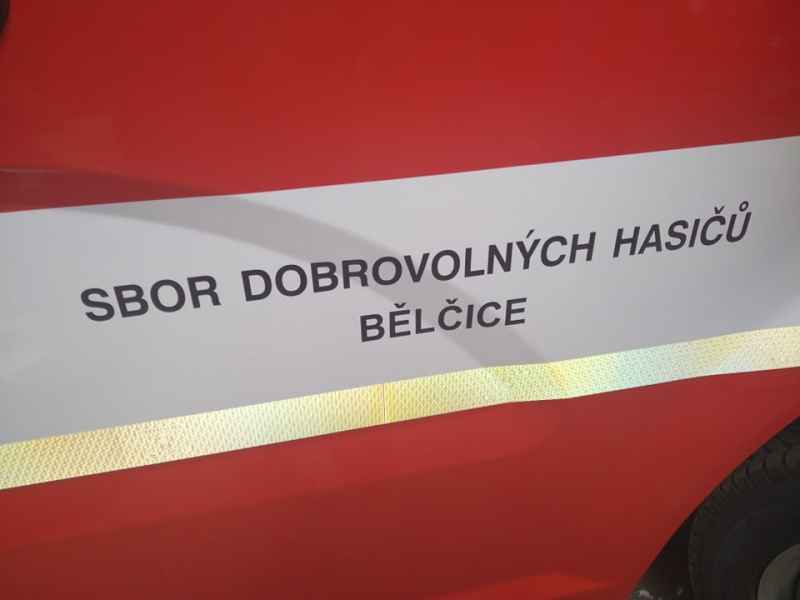 SBOR DOBROVOLNÝCH HASIČŮ
BĚLČICE